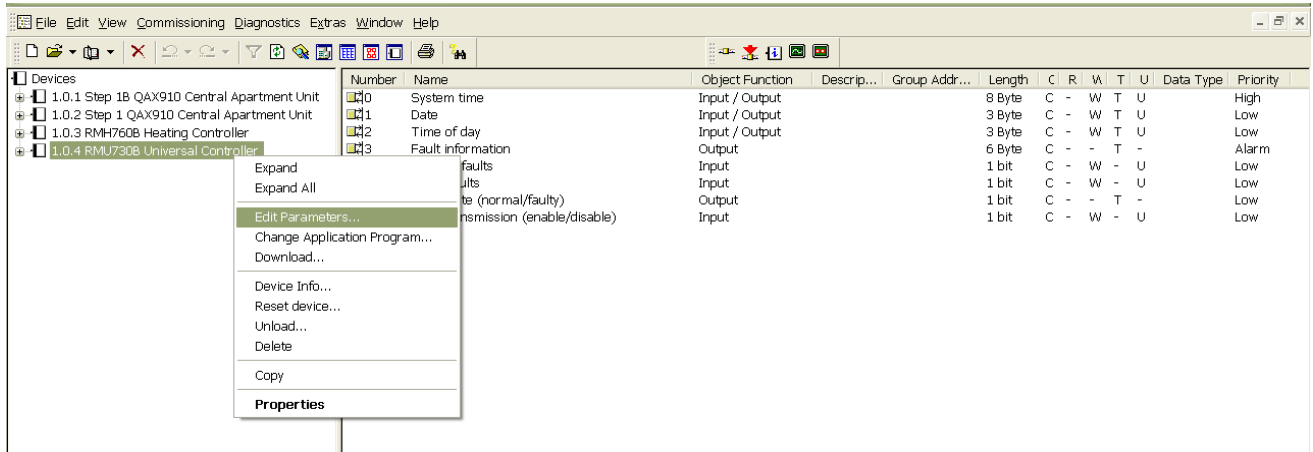 File Edit View Commissioning Diagnostics Extras Window Help
Devices
1.0.1 Step 1B QAX910 Central Apartment Unit
1.0.2 Step 1 QAX910 Central Apartment Unit
1.0.3 RMH760B Heating Controller
1.0.4 RMU730B Universal Controller
Number Name Object Function Descrip... Group Addr... Length C R W T U Data Type Priority
0 System time Input / Output 8 Byte C - W T U High
1 Date Input / Output 3 Byte C - W T U Low
2 Time of day Input / Output 3 Byte C - W T U Low
3 Fault information Output 6 Byte C - - T - Alarm
faults Input 1 bit C - W - U Low
ults Input 1 bit C - W - U Low
te (normal/faulty) Output 1 bit C - - T - Low
nsmission (enable/disable) Input 1 bit C - W - U Low
Expand
Expand All
Edit Parameters...
Change Application Program...
Download...
Device Info...
Reset device...
Unload...
Delete
Copy
Properties